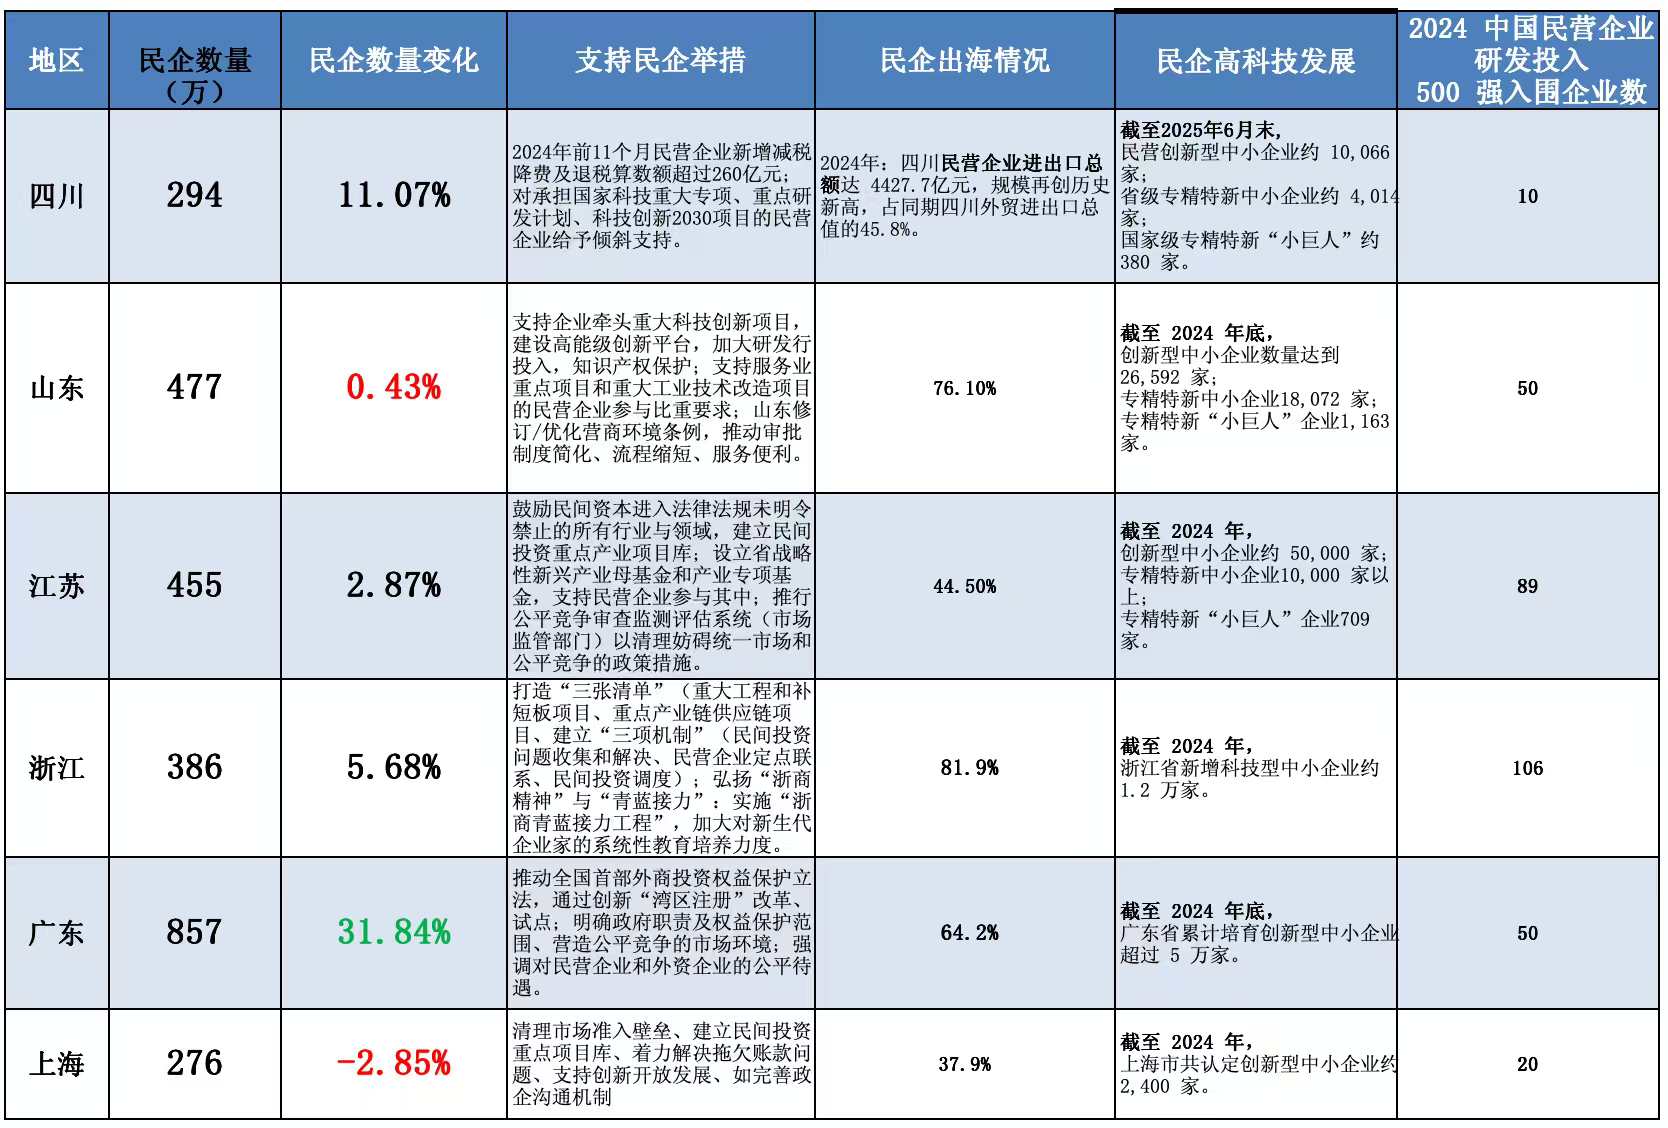 地区
民企数量
（万）
民企数量变化
支持民企举措
民企出海情况
民企高科技发展
2024 中国民营企业
研发投入
500 强入围企业数
四川
294
11.07%
2024年前11个月民营企业新增减税
降费及退税算数额超过260亿元；
对承担国家科技重大专项、重点研
发计划、科技创新2030项目的民营
企业给予倾斜支持。
2024年：四川民营企业进出口总
额达 4427.7亿元，规模再创历史
新高，占同期四川外贸进出口总
值的45.8%。
截至2025年6月末，
民营创新型中小企业约 10,066
家；
省级专精特新中小企业约 4,014
家；
国家级专精特新“小巨人”约
380 家。
10
山东
477
0.43%
支持企业牵头重大科技创新项目，
建设高能级创新平台，加大研发行
投入，知识产权保护；支持服务业
重点项目和重大工业技术改造项目
的民营企业参与比重要求；山东修
订/优化营商环境条例，推动审批
制度简化、流程缩短、服务便利。
76.10%
截至 2024 年底，
创新型中小企业数量达到
26,592 家；
专精特新中小企业18,072 家；
专精特新“小巨人”企业1,163
家。
50
江苏
455
2.87%
鼓励民间资本进入法律法规未明令
禁止的所有行业与领域，建立民间
投资重点产业项目库；设立省战略
性新兴产业母基金和产业专项基
金，支持民营企业参与其中；推行
公平竞争审查监测评估系统（市场
监管部门）以清理妨碍统一市场和
公平竞争的政策措施。
44.50%
截至 2024 年，
创新型中小企业约 50,000 家；
专精特新中小企业10,000 家以
上；
专精特新“小巨人”企业709
家。
89
浙江
386
5.68%
打造“三张清单”（重大工程和补
短板项目、重点产业链供应链项
目、建立“三项机制”（民间投资
问题收集和解决、民营企业定点联
系、民间投资调度）；弘扬“浙商
精神”与“青蓝接力”：实施“浙
商青蓝接力工程”，加大对新生代
企业家的系统性教育培养力度。
81.9%
截至 2024 年，
浙江省新增科技型中小企业约
1.2 万家。
106
广东
857
31.84%
推动全国首部外商投资权益保护立
法，通过创新“湾区注册”改革、
试点；明确政府职责及权益保护范
围、营造公平竞争的市场环境；强
调对民营企业和外资企业的公平待
遇。
64.2%
截至 2024 年底，
广东省累计培育创新型中小企业
超过 5 万家。
50
上海
276
-2.85%
清理市场准入壁垒、建立民间投资
重点项目库、着力解决拖欠账款问
题、支持创新开放发展、如完善政
企沟通机制
37.9%
截至 2024 年，
上海市共认定创新型中小企业约
2,400 家。
20